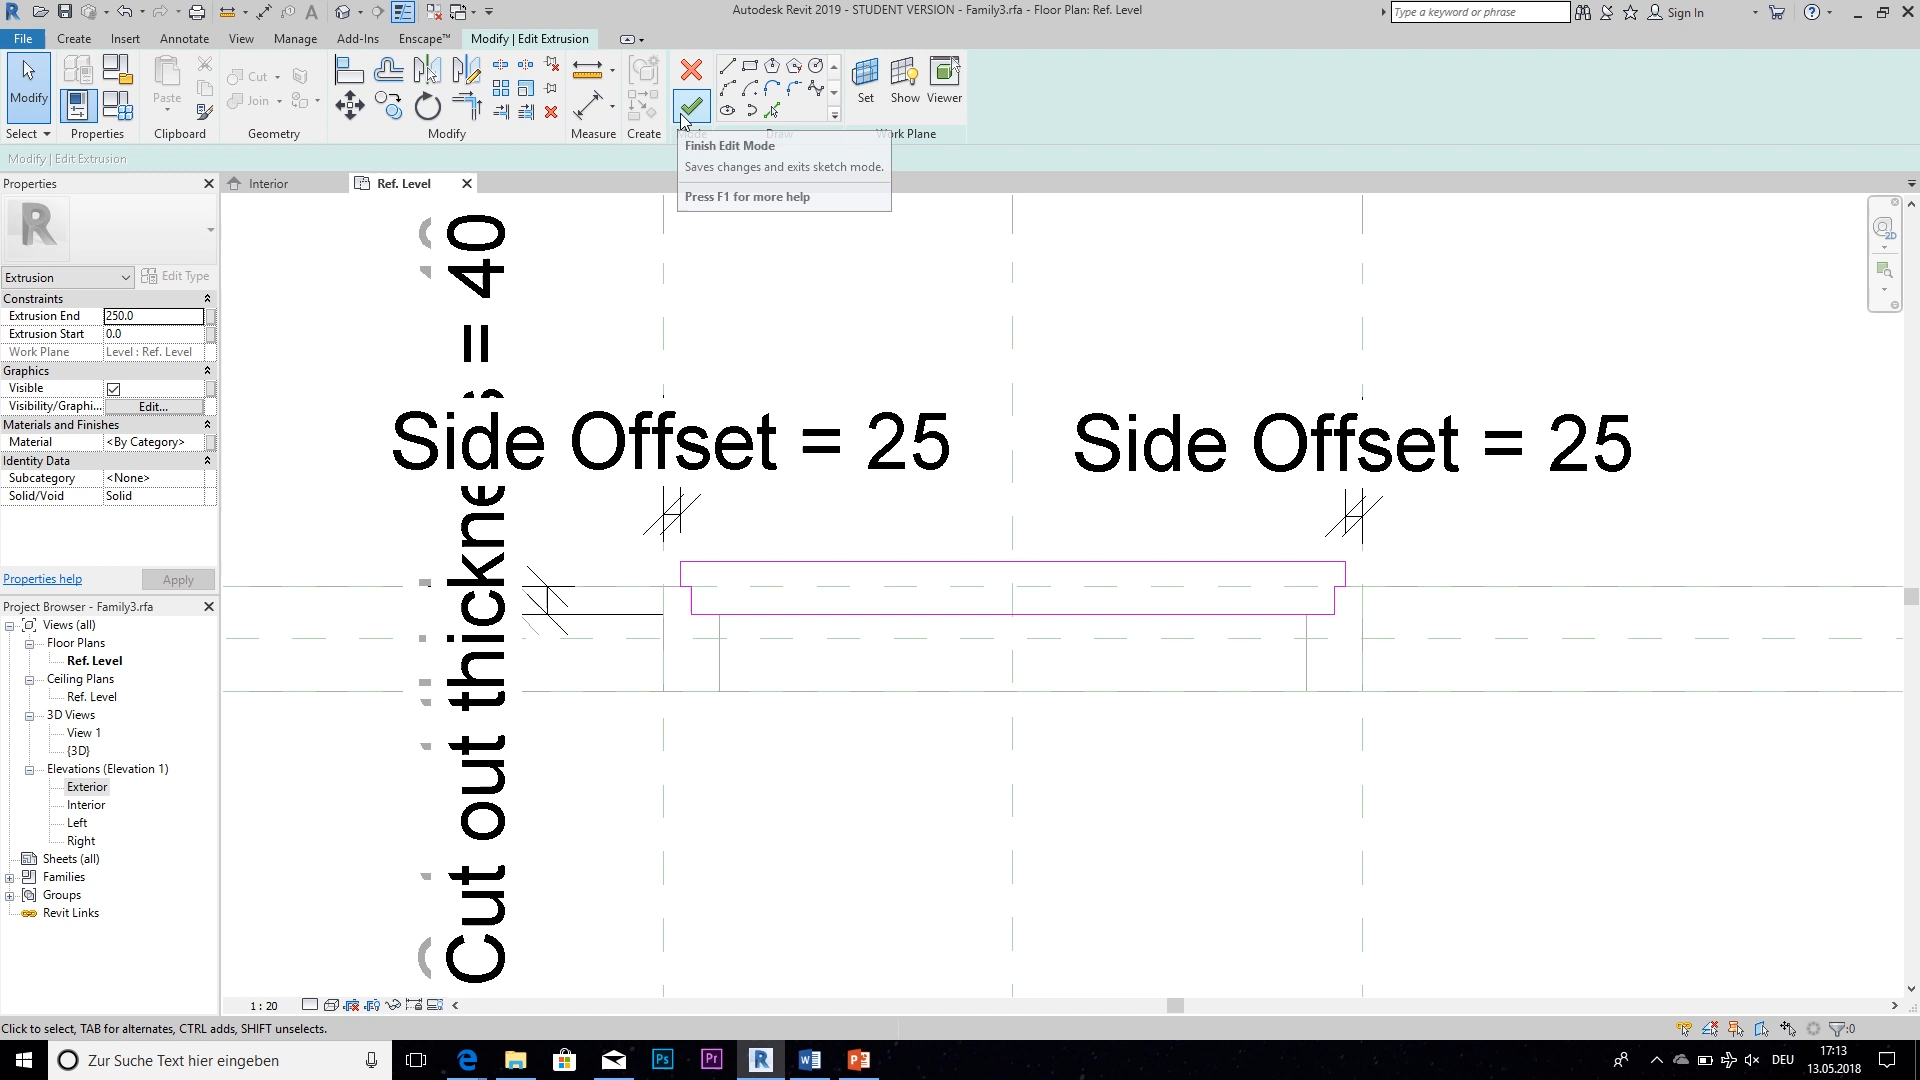 Autodesk Revit 2019 - STUDENT VERSION - Family3.rfa - Floor Plan: Ref. Level
Type a keyword or phrase
Sign In
File
Create
Insert
Annotate
View
Manage
Add-Ins
Enscape™
Modify | Edit Extrusion
Modify
Paste
Cut
Join
Set
Show
Viewer
Select
Properties
Clipboard
Geometry
Modify
Measure
Create
Draw
Work Plane
Modify | Edit Extrusion
Finish Edit Mode
Saves changes and exits sketch mode.
Press F1 for more help
Properties
Interior
Ref. Level
Extrusion
Edit Type
Constraints
Extrusion End 250.0
Extrusion Start 0.0
Work Plane Level : Ref. Level
Graphics
Visible
Visibility/Graphi... Edit...
Materials and Finishes
Material <By Category>
Identity Data
Subcategory <None>
Solid/Void Solid
Properties help
Apply
Project Browser - Family3.rfa
Views (all)
Floor Plans
Ref. Level
Ceiling Plans
Ref. Level
3D Views
View 1
{3D}
Elevations (Elevation 1)
Exterior
Interior
Left
Right
Sheets (all)
Families
Groups
Revit Links
2D
Side Offset = 25
Side Offset = 25
Cut out thickness = 40
1 : 20
Click to select, TAB for alternates, CTRL adds, SHIFT unselects.
:0
Zur Suche Text hier eingeben
DEU
17:13
13.05.2018